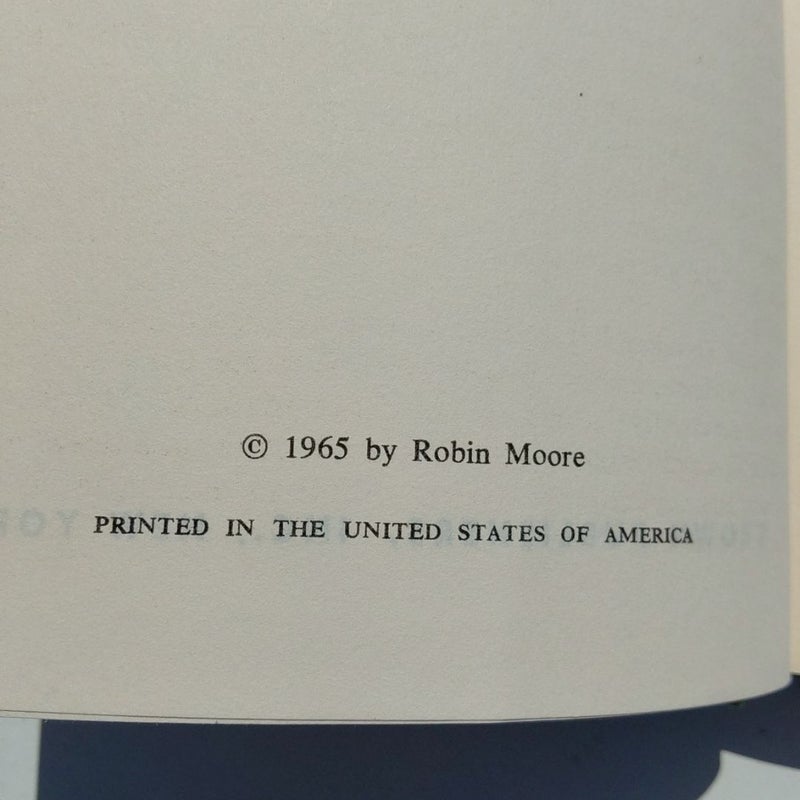 © 1965 by Robin Moore
PRINTED IN THE UNITED STATES OF AMERICA